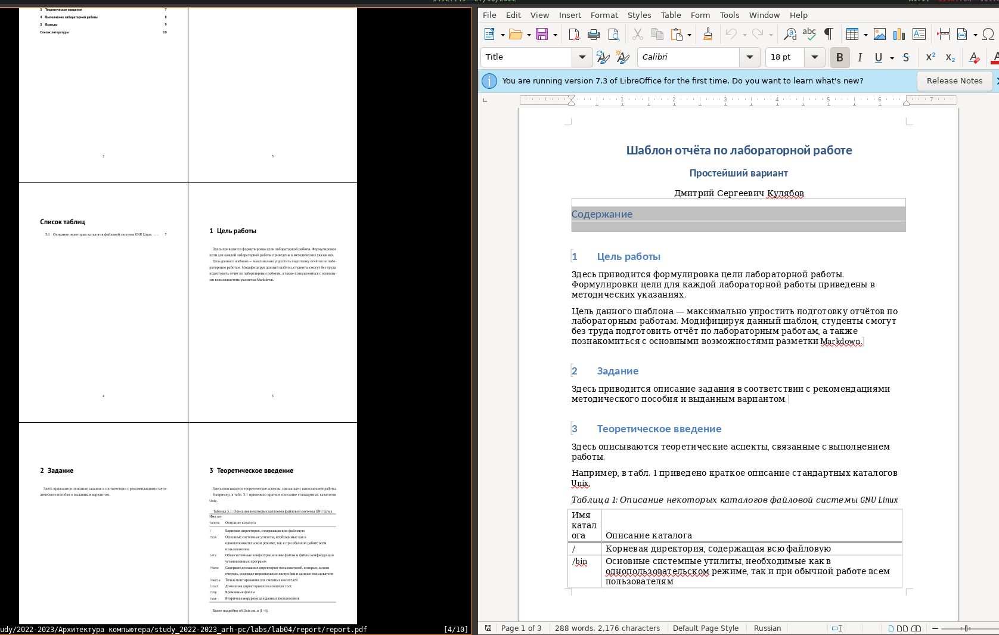 3 Теоретическое введение 7
4 Выполнение лабораторной работы 8
5 Выводы 9
Список литературы 10
2
3
Список таблиц
3.1 Описание некоторых каталогов файловой системы GNU Linux . . 7
4
1 Цель работы
Здесь приводится формулировка цели лабораторной работы. Формулировки
цели для каждой лабораторной работы приведены в методических указаниях.
Цель данного шаблона — максимально упростить подготовку отчётов по лабо-
раторным работам. Модифицируя данный шаблон, студенты смогут без труда
подготовить отчёт по лабораторным работам, а также познакомиться с основны-
ми возможностями разметки Markdown.
5
2 Задание
Здесь приводится описание задания в соответствии с рекомендациями мето-
дического пособия и выданным вариантом.
3 Теоретическое введение
Здесь описываются теоретические аспекты, связанные с выполнением работы.
Например, в табл. 3.1 приведено краткое описание стандартных каталогов
Unix.
Таблица 3.1: Описание некоторых каталогов файловой системы GNU Linux
Имя ка-
талога Описание каталога
/ Корневая директория, содержащая всю файловую
/bin Основные системные утилиты, необходимые как в
однопользовательском режиме, так и при обычной работе всем
пользователям
/etc Общесистемные конфигурационные файлы и файлы конфигурации
установленных программ
/home Содержит домашние директории пользователей, которые, в свою
очередь, содержат персональные настройки и данные пользователя
/media Точки монтирования для сменных носителей
/root Домашняя директория пользователя root
/tmp Временные файлы
/usr Вторичная иерархия для данных пользователя
Более подробно об Unix см. в [1–6].
udy/2022-2023/Архитектура компьютера/study_2022-2023_arh-pc/labs/lab04/report/report.pdf [4/10]
File Edit View Insert Format Styles Table Form Tools Window Help
Title Calibri 18 pt
You are running version 7.3 of LibreOffice for the first time. Do you want to learn what's new? Release Notes
1 2 3 4 5 6 7
Шаблон отчёта по лабораторной работе
Простейший вариант
Дмитрий Сергеевич Кулябов
Содержание
1 Цель работы
Здесь приводится формулировка цели лабораторной работы.
Формулировки цели для каждой лабораторной работы приведены в
методических указаниях.
Цель данного шаблона — максимально упростить подготовку отчётов по
лабораторным работам. Модифицируя данный шаблон, студенты смогут
без труда подготовить отчёт по лабораторным работам, а также
познакомиться с основными возможностями разметки Markdown.
2 Задание
Здесь приводится описание задания в соответствии с рекомендациями
методического пособия и выданным вариантом.
3 Теоретическое введение
Здесь описываются теоретические аспекты, связанные с выполнением
работы.
Например, в табл. 1 приведено краткое описание стандартных каталогов
Unix.
Таблица 1: Описание некоторых каталогов файловой системы GNU Linux
Имя
катал
ога Описание каталога
/ Корневая директория, содержащая всю файловую
/bin Основные системные утилиты, необходимые как в
однопользовательском режиме, так и при обычной работе всем
пользователям
Page 1 of 3 288 words, 2,176 characters Default Page Style Russian